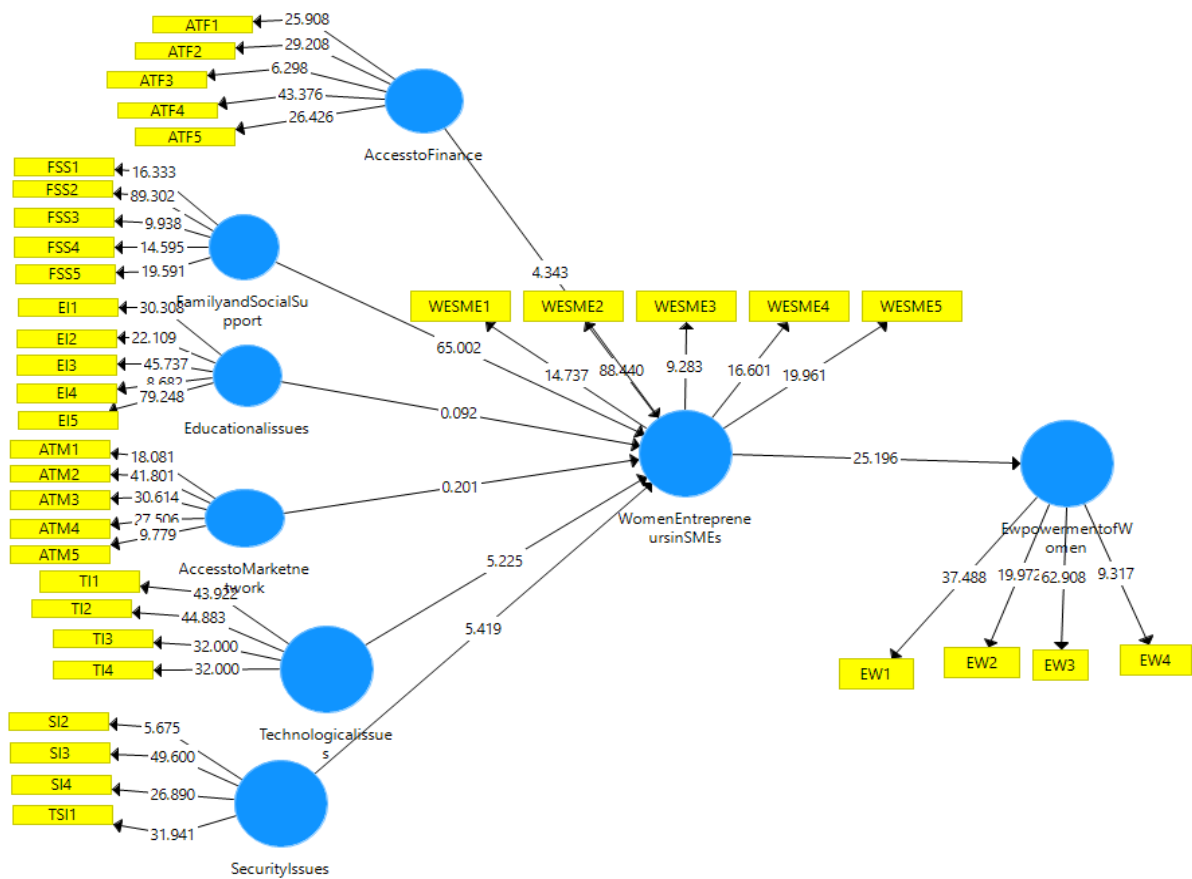 ATF1
25.908
ATF2
29.208
ATF3
6.298
ATF4
43.376
ATF5
26.426
AccesstoFinance
FSS1
16.333
FSS2
89.302
FSS3
9.938
FSS4
14.595
FSS5
19.591
FamilyandSocialSu
pport
EI1
30.308
EI2
22.109
EI3
45.737
EI4
8.682
EI5
79.248
Educationalissues
ATM1
18.081
ATM2
41.801
ATM3
30.614
ATM4
27.506
ATM5
9.779
AccesstoMarketne
twork
TI1
43.922
TI2
44.883
TI3
32.000
TI4
32.000
Technologicalissue
s
SI2
5.675
SI3
49.600
SI4
26.890
TSI1
31.941
SecurityIssues
4.343
65.002
0.092
0.201
5.225
5.419
WESME1
WESME2
WESME3
WESME4
WESME5
14.737
88.440
9.283
16.601
19.961
WomenEntreprene
ursinSMEs
25.196
EwpowermentofW
omen
37.488
19.972
62.908
9.317
EW1
EW2
EW3
EW4